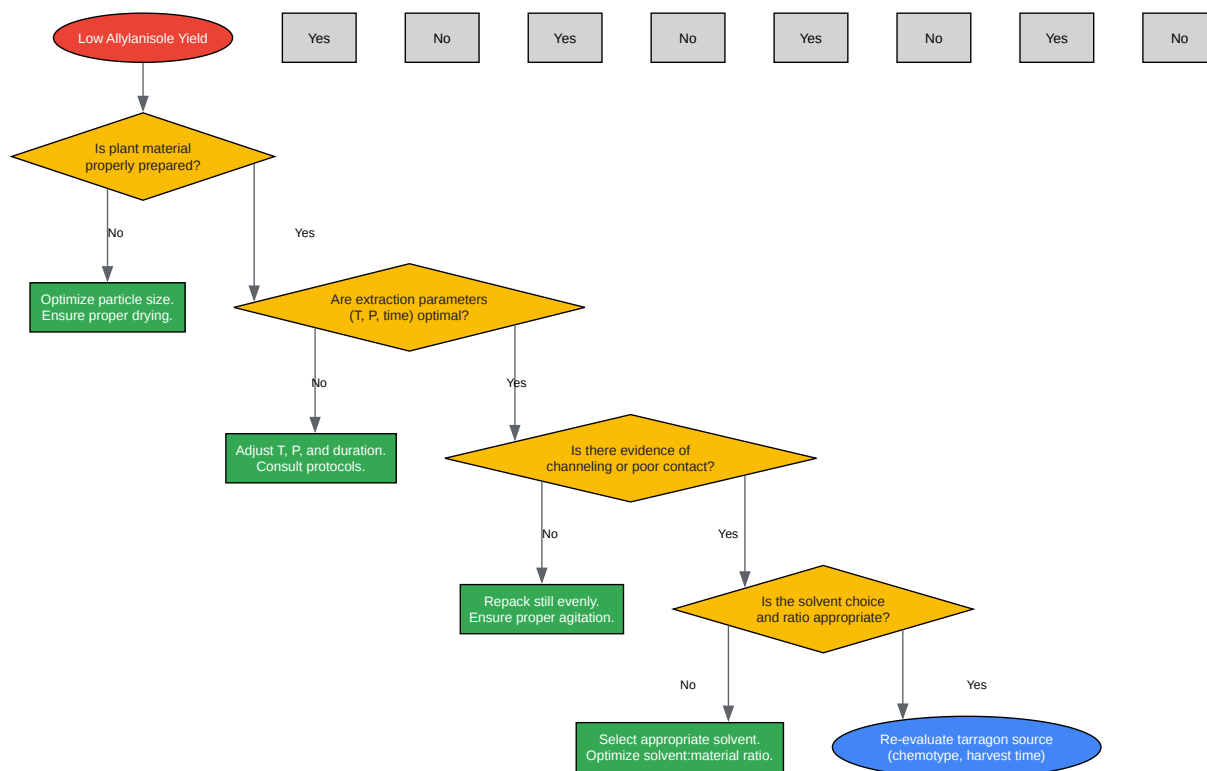 Low Allylanisole Yield
Yes
No
Yes
No
Yes
No
Yes
No
Is plant material
properly prepared?
No
Yes
Optimize particle size.
Ensure proper drying.
Are extraction parameters
(T, P, time) optimal?
No
Yes
Adjust T, P, and duration.
Consult protocols.
Is there evidence of
channeling or poor contact?
No
Yes
Repack still evenly.
Ensure proper agitation.
Is the solvent choice
and ratio appropriate?
No
Yes
Select appropriate solvent.
Optimize solvent:material ratio.
Re-evaluate tarragon source
(chemotype, harvest time)